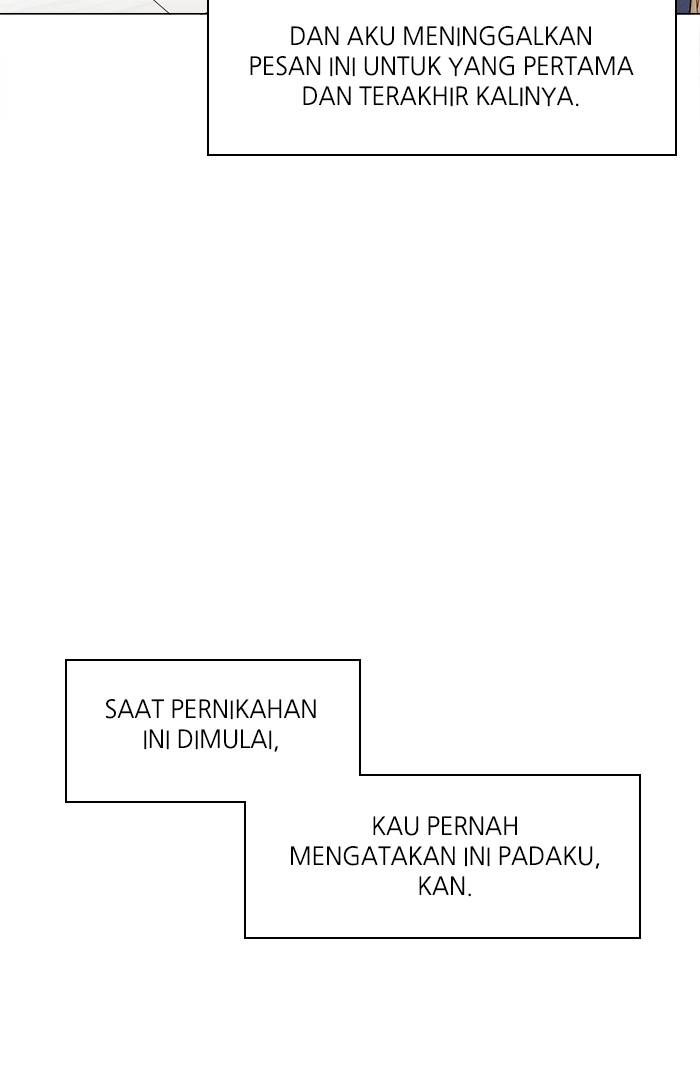 DAN AKU MENINGGALKAN
PESAN INI UNTUK YANG PERTAMA
DAN TERAKHIR KALINYA.
SAAT PERNIKAHAN
INI DIMULAI,
KAU PERNAH
MENGATAKAN INI PADAKU,
KAN.